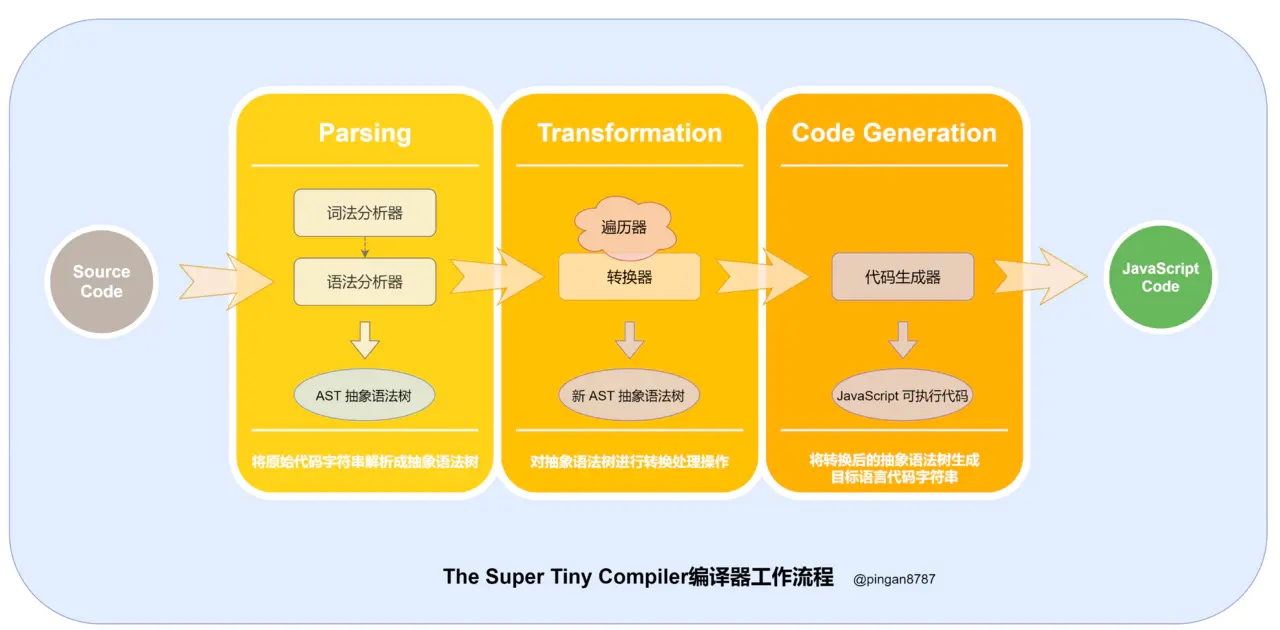 Parsing
Transformation
Code Generation
词法分析器
语法分析器
AST 抽象语法树
将原始代码字符串解析成抽象语法树
遍历器
转换器
新 AST 抽象语法树
对抽象语法树进行转换处理操作
代码生成器
JavaScript 可执行代码
将转换后的抽象语法树生成
目标语言代码字符串
Source
Code
JavaScript
Code
The Super Tiny Compiler编译器工作流程
@pingan8787